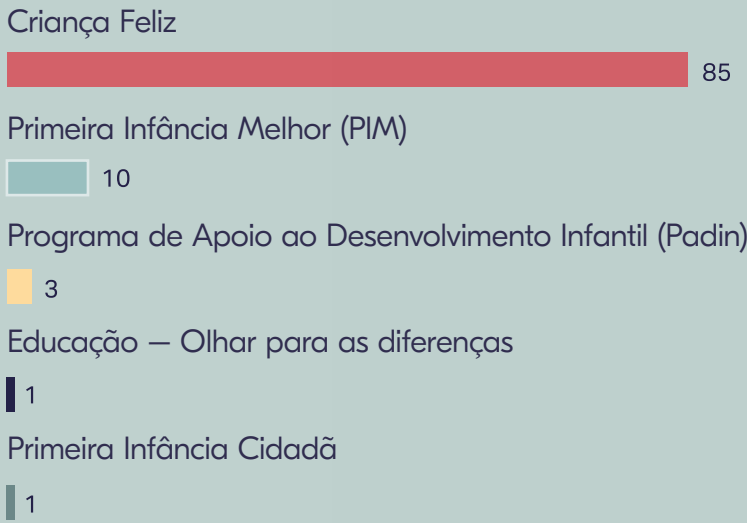 Criança Feliz
85
Primeira Infância Melhor (PIM)
10
Programa de Apoio ao Desenvolvimento Infantil (Padin)
3
Educação – Olhar para as diferenças
1
Primeira Infância Cidadã
1